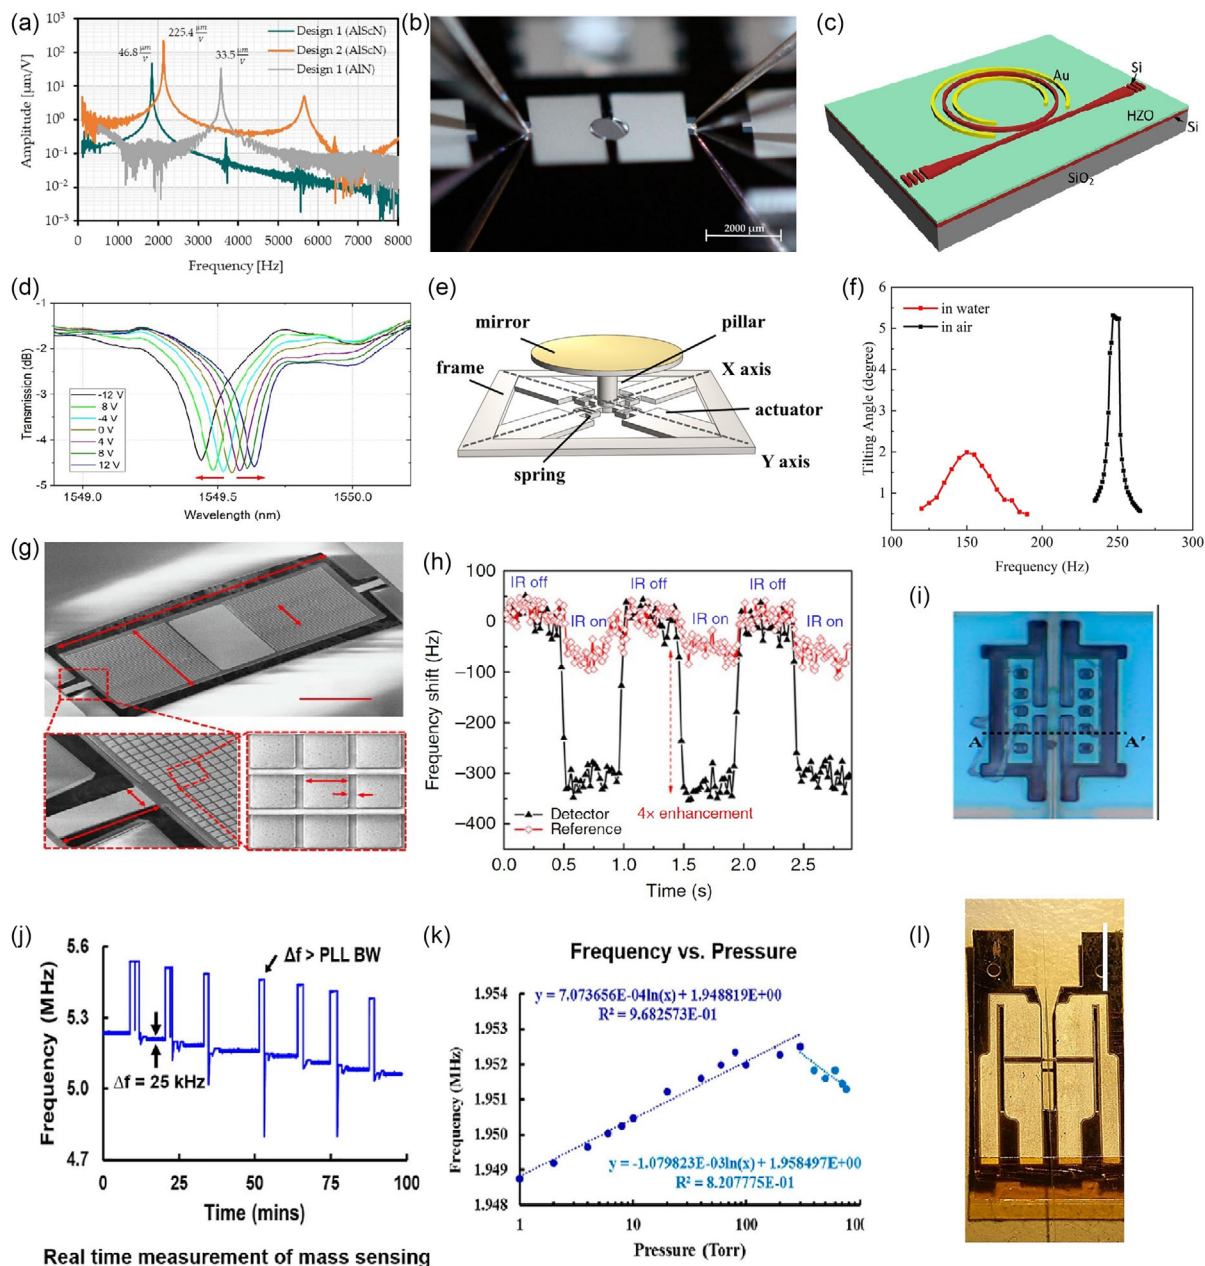 (a)
Amplitude [μm/V]
10³
10²
10¹
10⁰
10⁻¹
10⁻²
10⁻³
46.8 μm/v
225.4 μm/v
33.5 μm/v
Design 1 (AlScN)
Design 2 (AlScN)
Design 1 (AlN)
0 1000 2000 3000 4000 5000 6000 7000 8000
Frequency [Hz]
(b)
2000 μm
(c)
Au
Si
HZO
Si
SiO₂
(d)
Transmission (dB)
-1
-2
-3
-4
-5
-12 V
-8 V
-4 V
0 V
4 V
8 V
12 V
1549.0 1549.5 1550.0
Wavelength (nm)
(e)
mirror
pillar
frame
X axis
actuator
spring
Y axis
(f)
Tilting Angle (degree)
6
5
4
3
2
1
in water
in air
100 150 200 250 300
Frequency (Hz)
(g)
(h)
Frequency shift (Hz)
100
50
0
−100
−200
−300
−400
−450
IR off
IR off
IR off
IR on
IR on
IR on
Detector
Reference
4× enhancement
0.0 0.5 1.0 1.5 2.0 2.5
Time (s)
(i)
A A'
(j)
Frequency (MHz)
5.6
5.3
5.0
4.7
Δf > PLL BW
Δf = 25 kHz
0 25 50 75 100
Time (mins)
Real time measurement of mass sensing
(k)
Frequency vs. Pressure
y = 7.073656E-04ln(x) + 1.948819E+00
R² = 9.682573E-01
Frequency (MHz)
1.954
1.953
1.952
1.951
1.950
1.949
1.948
y = -1.079823E-03ln(x) + 1.958497E+00
R² = 8.207775E-01
1 10 100 100
Pressure (Torr)
(l)